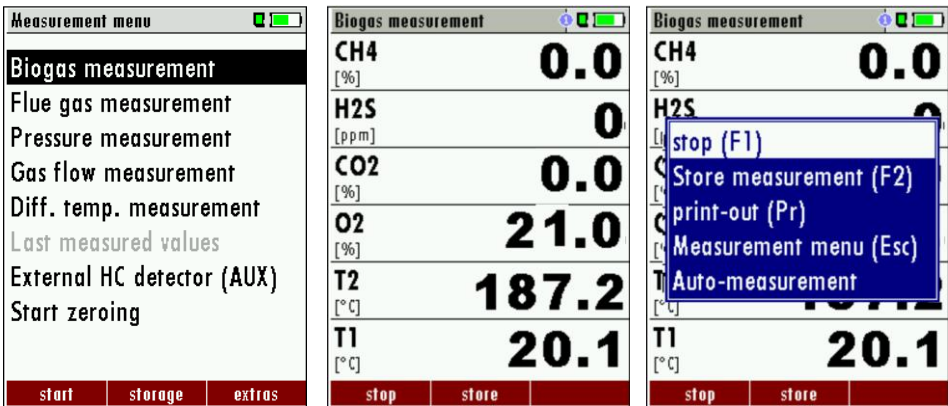 Measurement menu
Biogas measurement
Flue gas measurement
Pressure measurement
Gas flow measurement
Diff. temp. measurement
Last measured values
External HC detector (AUX)
Start zeroing
start storage extras
Biogas measurement
CH4 0.0
[%]
H2S 0
[ppm]
CO2 0.0
[%]
O2 21.0
[%]
T2 187.2
[°C]
T1 20.1
[°C]
stop store
Biogas measurement
CH4 0.0
[%]
H2S
stop (F1)
Store measurement (F2)
print-out (Pr)
Measurement menu (Esc)
Auto-measurement
[°C]
T1 20.1
[°C]
stop store